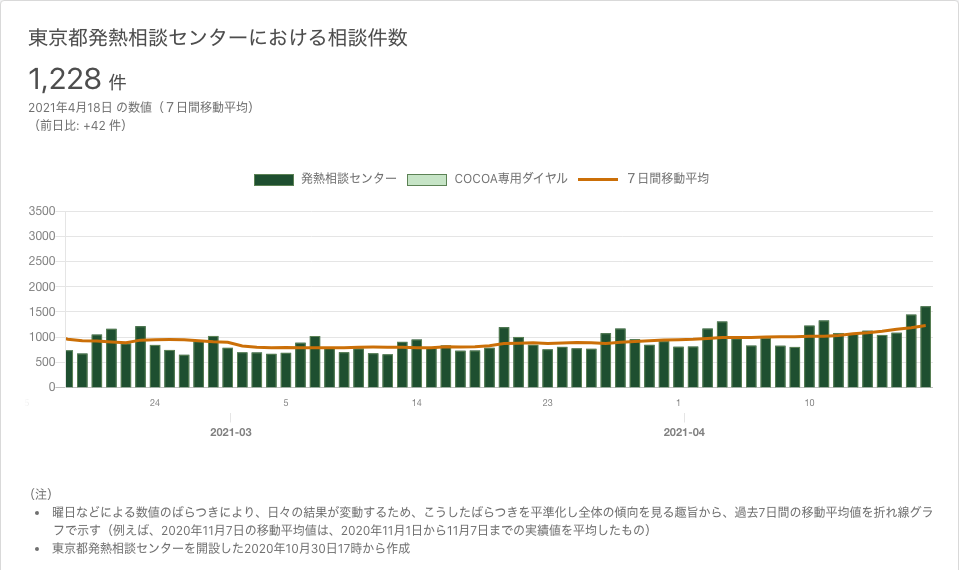 東京都発熱相談センターにおける相談件数
1,228 件
2021年4月18日 の数値（７日間移動平均）
（前日比: +42 件）
発熱相談センター COCOA専用ダイヤル ７日間移動平均
3500
3000
2500
2000
1500
1000
500
0
24 5 14 23 1 10
2021-03 2021-04
（注）
• 曜日などによる数値のばらつきにより、日々の結果が変動するため、こうしたばらつきを平準化し全体の傾向を見る趣旨から、過去7日間の移動平均値を折れ線グラ
フで示す（例えば、2020年11月7日の移動平均値は、2020年11月1日から11月7日までの実績値を平均したもの）
• 東京都発熱相談センターを開設した2020年10月30日17時から作成